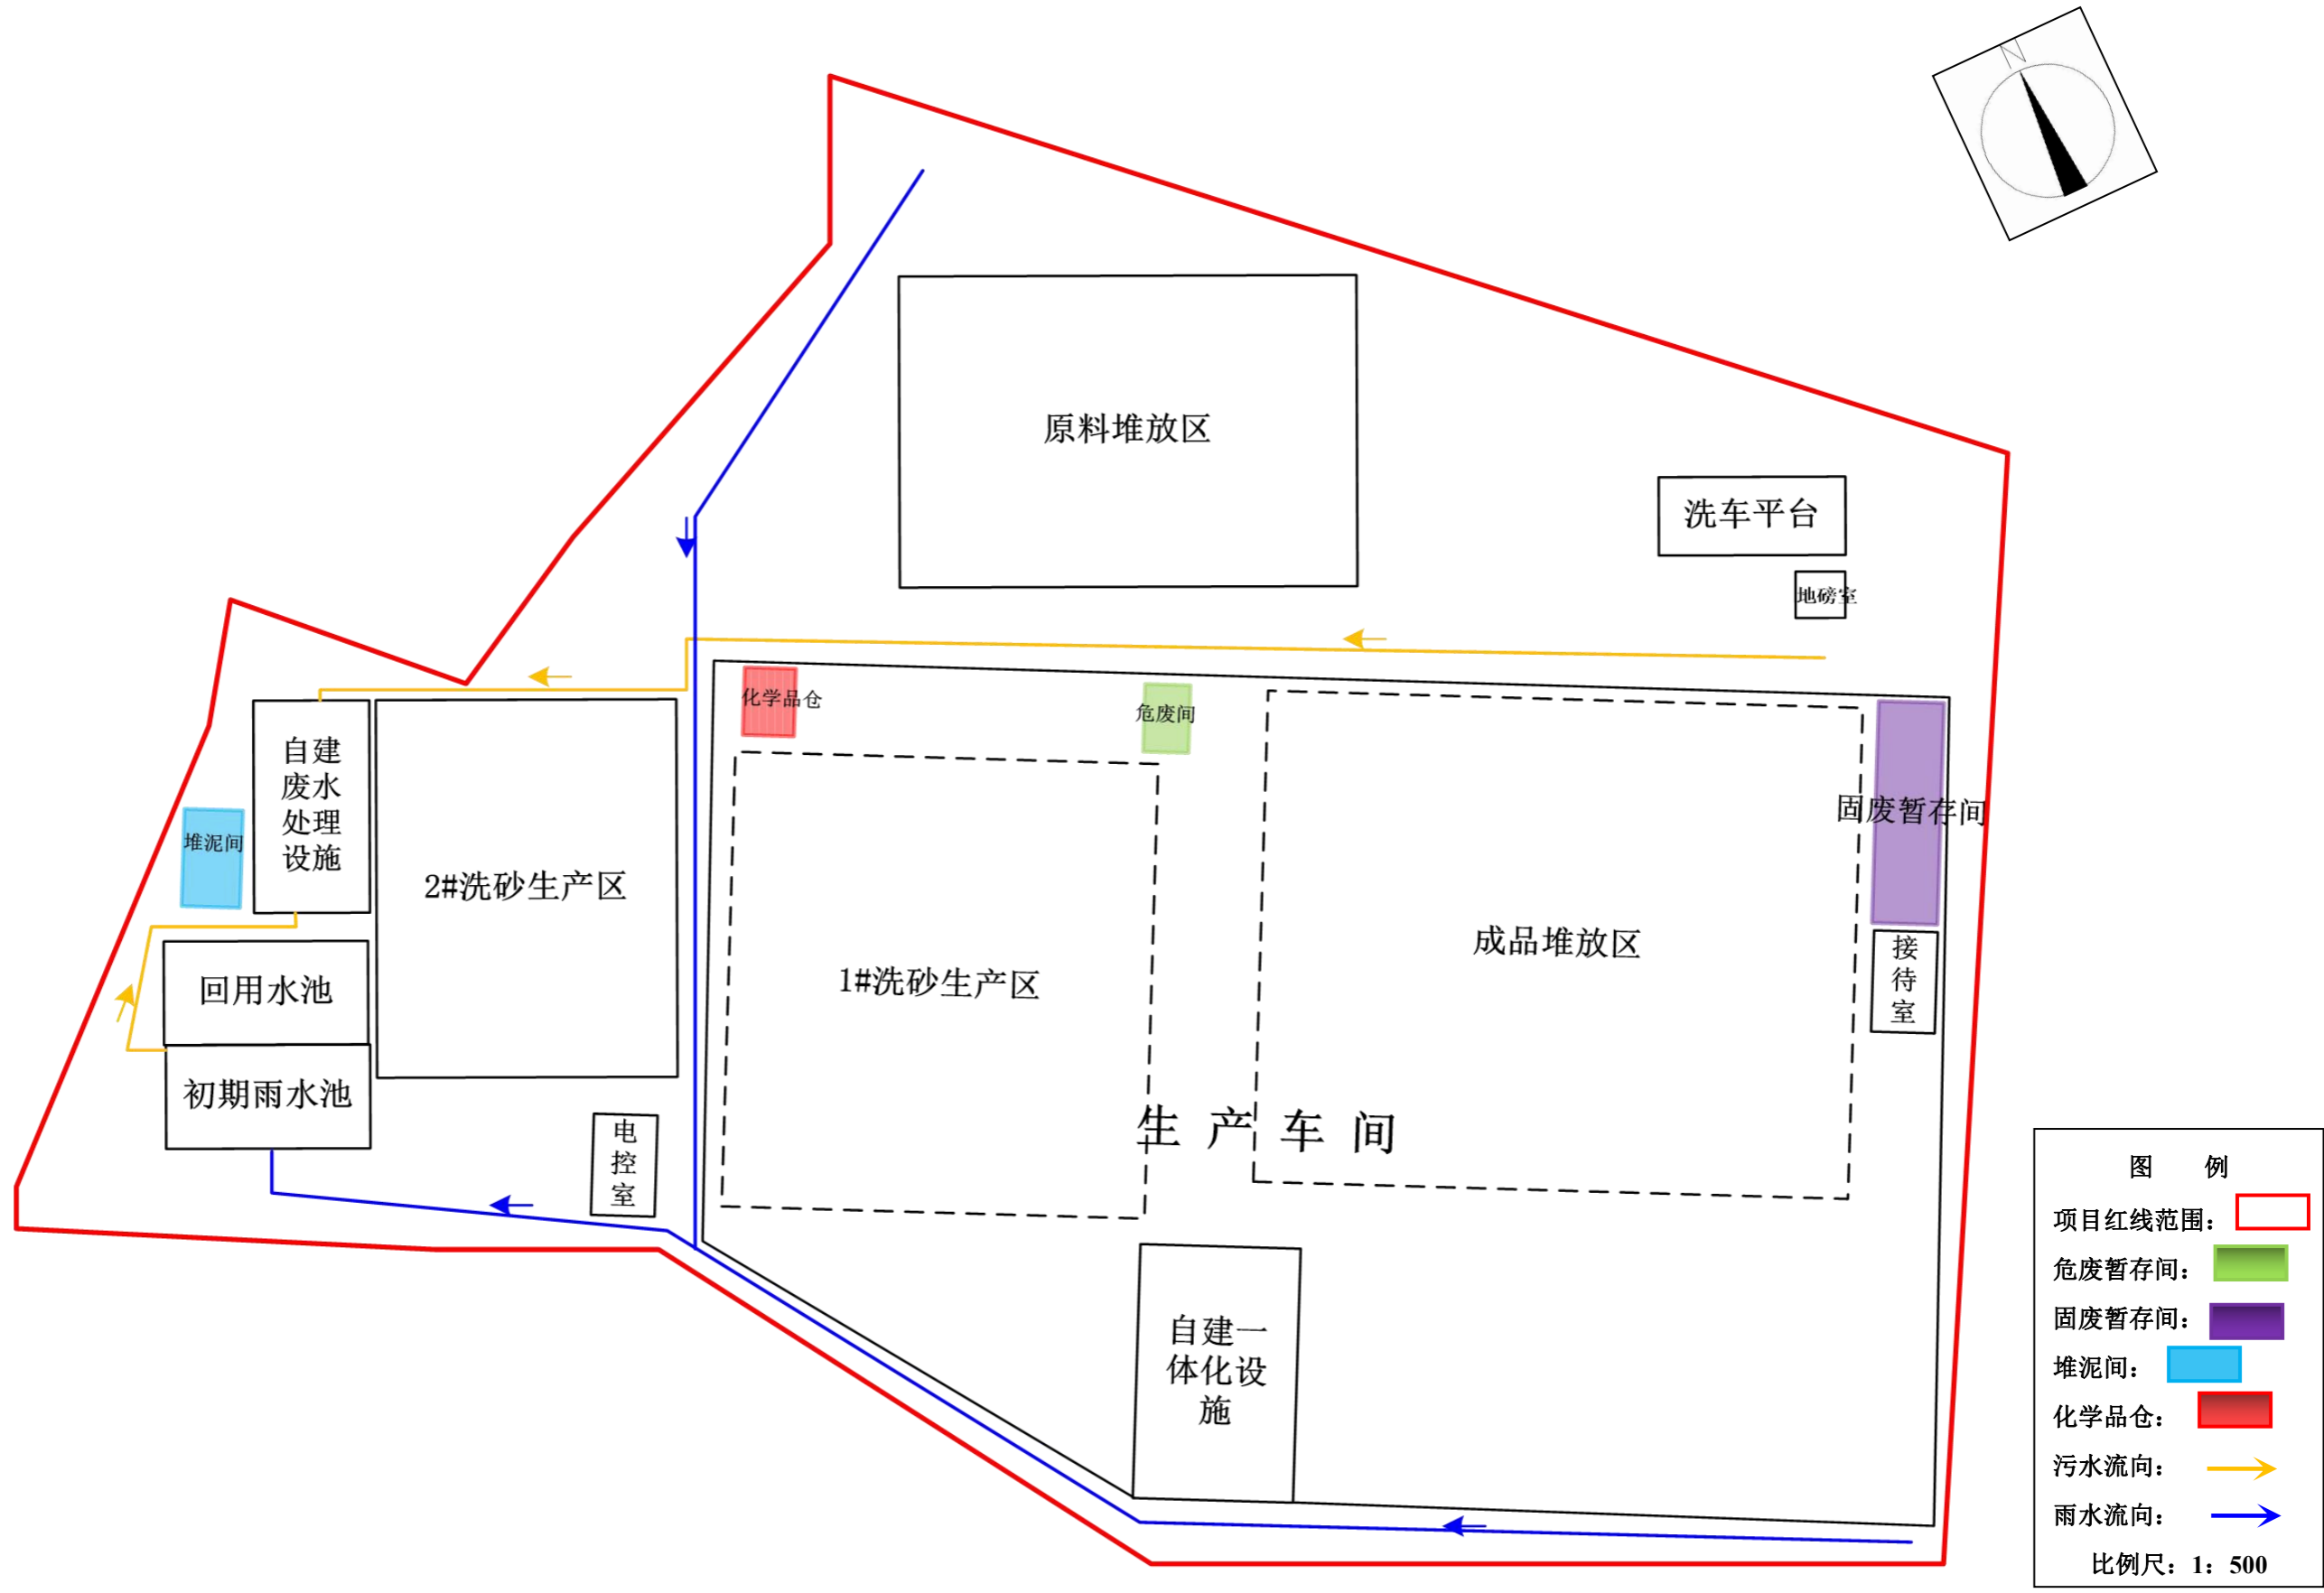 N
原料堆放区
洗车平台
地磅室
化学品仓
危废间
自建
废水
处理
设施
堆泥间
固废暂存间
2#洗砂生产区
成品堆放区
接
待
室
1#洗砂生产区
回用水池
初期雨水池
生产车间
电
控
室
自建一
体化设
施
图 例
项目红线范围：
危废暂存间：
固废暂存间：
堆泥间：
化学品仓：
污水流向：
雨水流向：
比例尺：1：500